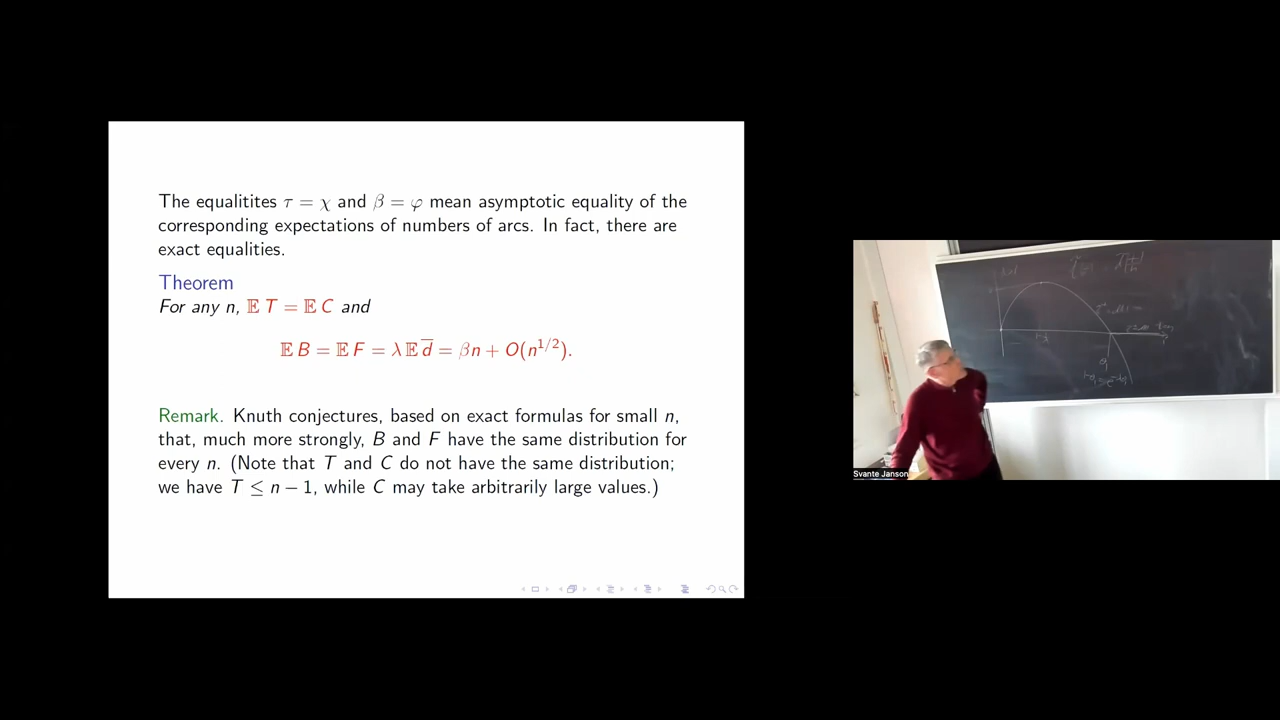 The equalitites τ = χ and β = φ mean asymptotic equality of the
corresponding expectations of numbers of arcs. In fact, there are
exact equalities.
Theorem
For any n, 𝔼 T = 𝔼 C and
𝔼 B = 𝔼 F = λ 𝔼 d̅ = βn + O(n^{1/2}).
Remark. Knuth conjectures, based on exact formulas for small n,
that, much more strongly, B and F have the same distribution for
every n. (Note that T and C do not have the same distribution;
we have T ≤ n − 1, while C may take arbitrarily large values.)
Svante Janson